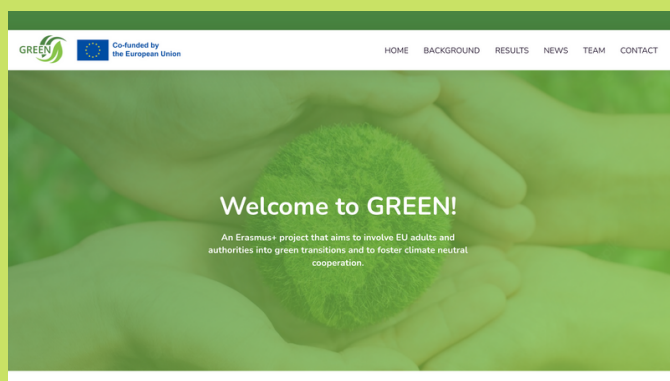 GREEN
Co-funded by
the European Union
HOME BACKGROUND RESULTS NEWS TEAM CONTACT
Welcome to GREEN!
An Erasmus+ project that aims to involve EU adults and
authorities into green transitions and to foster climate neutral
cooperation.